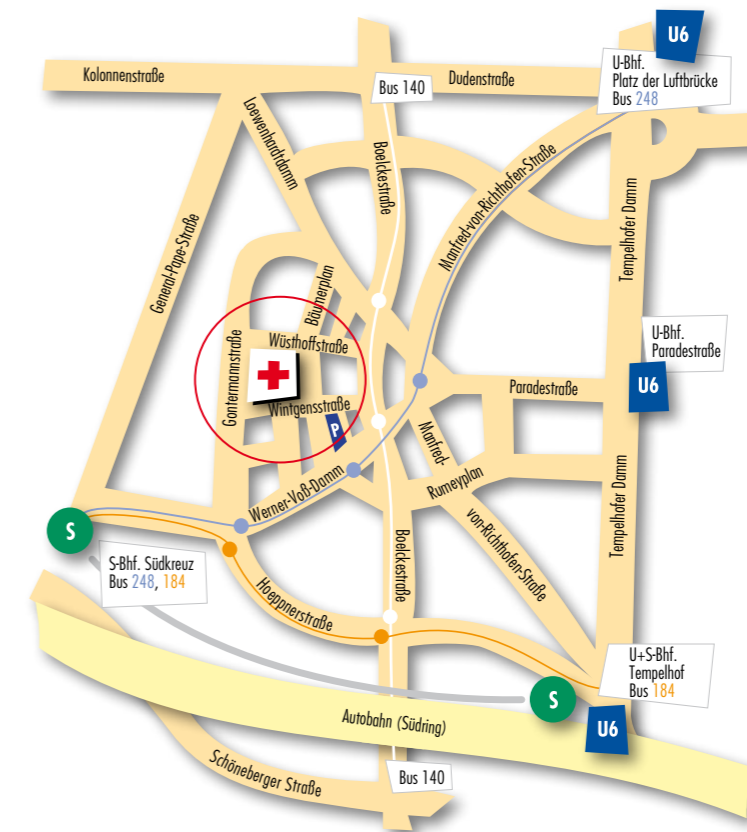 U6
U-Bhf.
Platz der Luftbrücke
Bus 248
Kolonnenstraße
Dudenstraße
Bus 140
Loewenhardtdamm
Boelckestraße
Manfred-von-Richthofen-Straße
Tempelhofer Damm
General-Pape-Straße
Bäumerplan
U-Bhf.
Paradestraße
U6
Wüsthoffstraße
Gontermannstraße
Paradestraße
Wintgensstraße
P
Manfred-
von-Richthofen-Straße
Rumeyplan
Werner-Voß-Damm
Tempelhofer Damm
S
S-Bhf. Südkreuz
Bus 248, 184
Boelckestraße
Hoeppnerstraße
U+S-Bhf.
Tempelhof
Bus 184
S
U6
Autobahn (Südring)
Schöneberger Straße
Bus 140